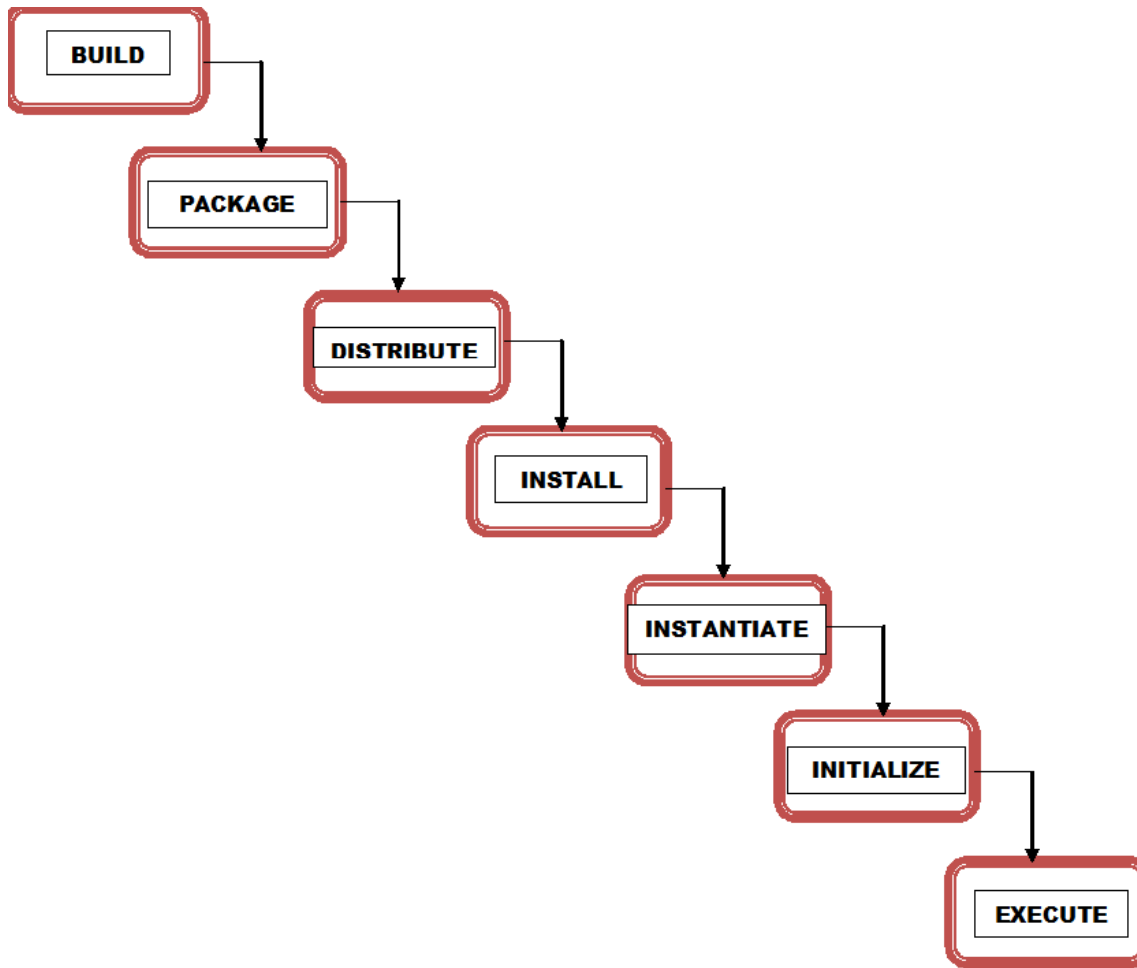 BUILD
PACKAGE
DISTRIBUTE
INSTALL
INSTANTIATE
INITIALIZE
EXECUTE